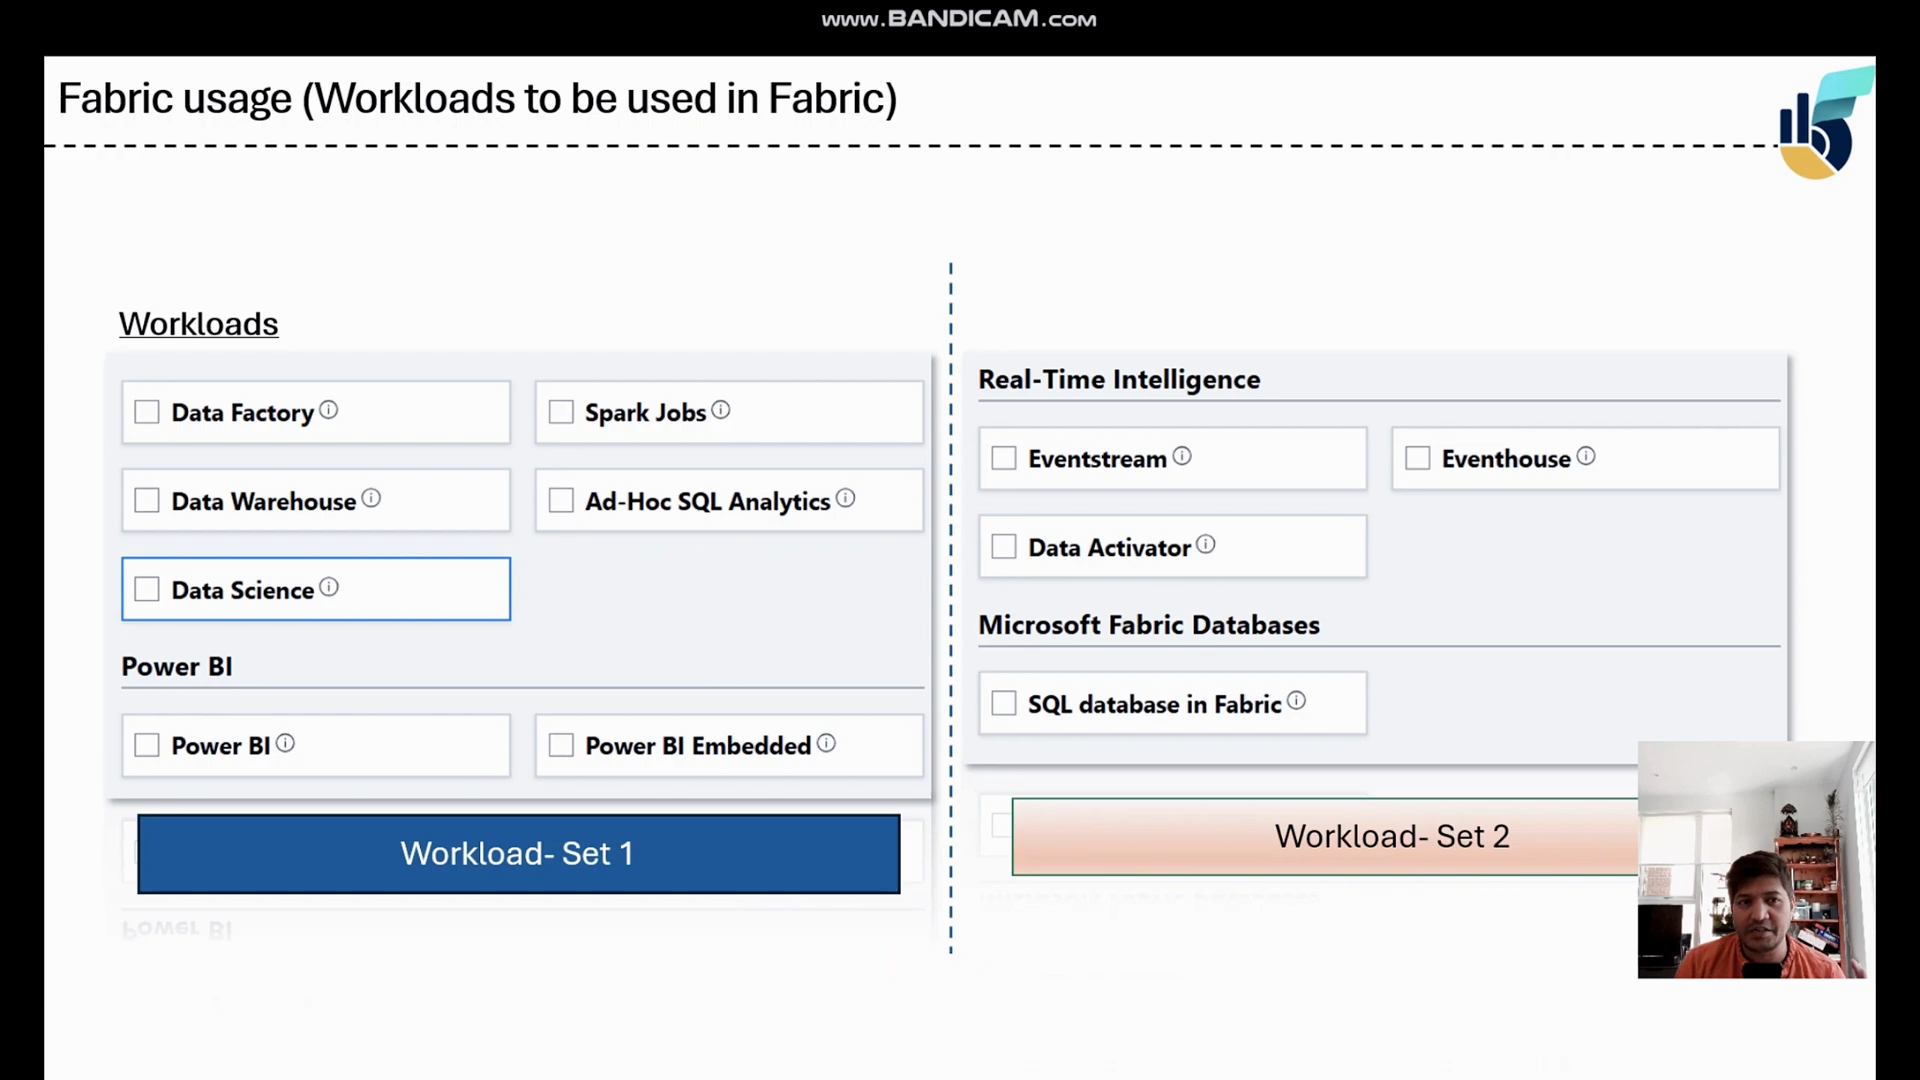 www.BANDICAM.com
Fabric usage (Workloads to be used in Fabric)
Workloads
Data Factory
Spark Jobs
Data Warehouse
Ad-Hoc SQL Analytics
Data Science
Power BI
Power BI
Power BI Embedded
Workload- Set 1
Power BI
Real-Time Intelligence
Eventstream
Eventhouse
Data Activator
Microsoft Fabric Databases
SQL database in Fabric
Workload- Set 2